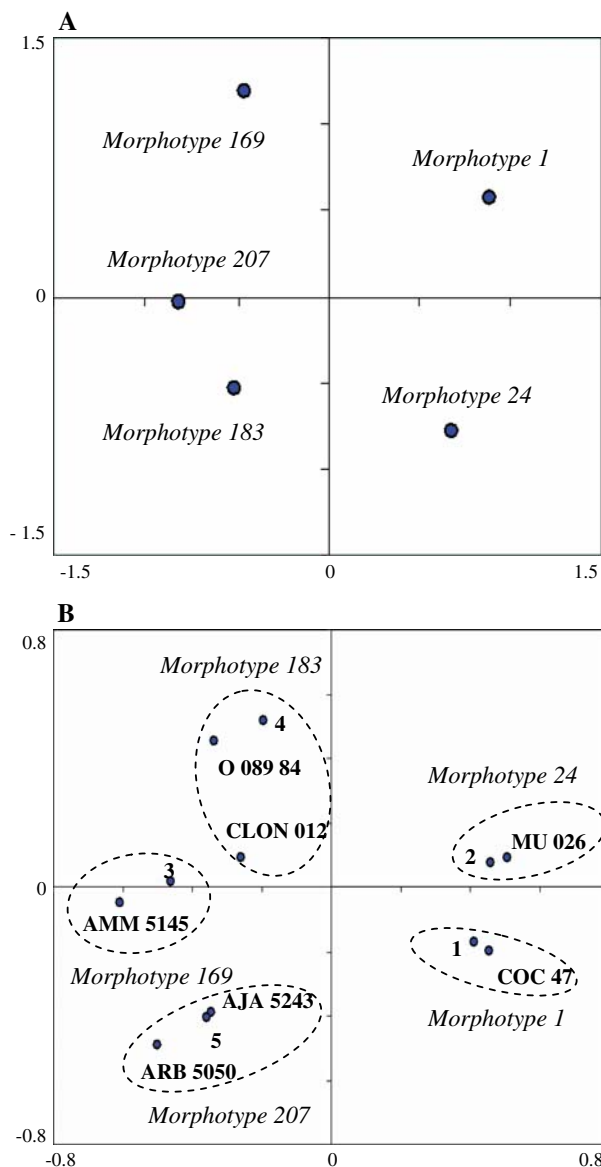 A
1.5
Morphotype 169
Morphotype 1
Morphotype 207
0
Morphotype 24
Morphotype 183
- 1.5
-1.5 0 1.5
B
0.8
Morphotype 183
4
O 089 84
Morphotype 24
CLON 012
2 MU 026
3
0
AMM 5145
1
Morphotype 169
COC 47
AJA 5243
Morphotype 1
5
ARB 5050
Morphotype 207
-0.8
-0.8 0 0.8